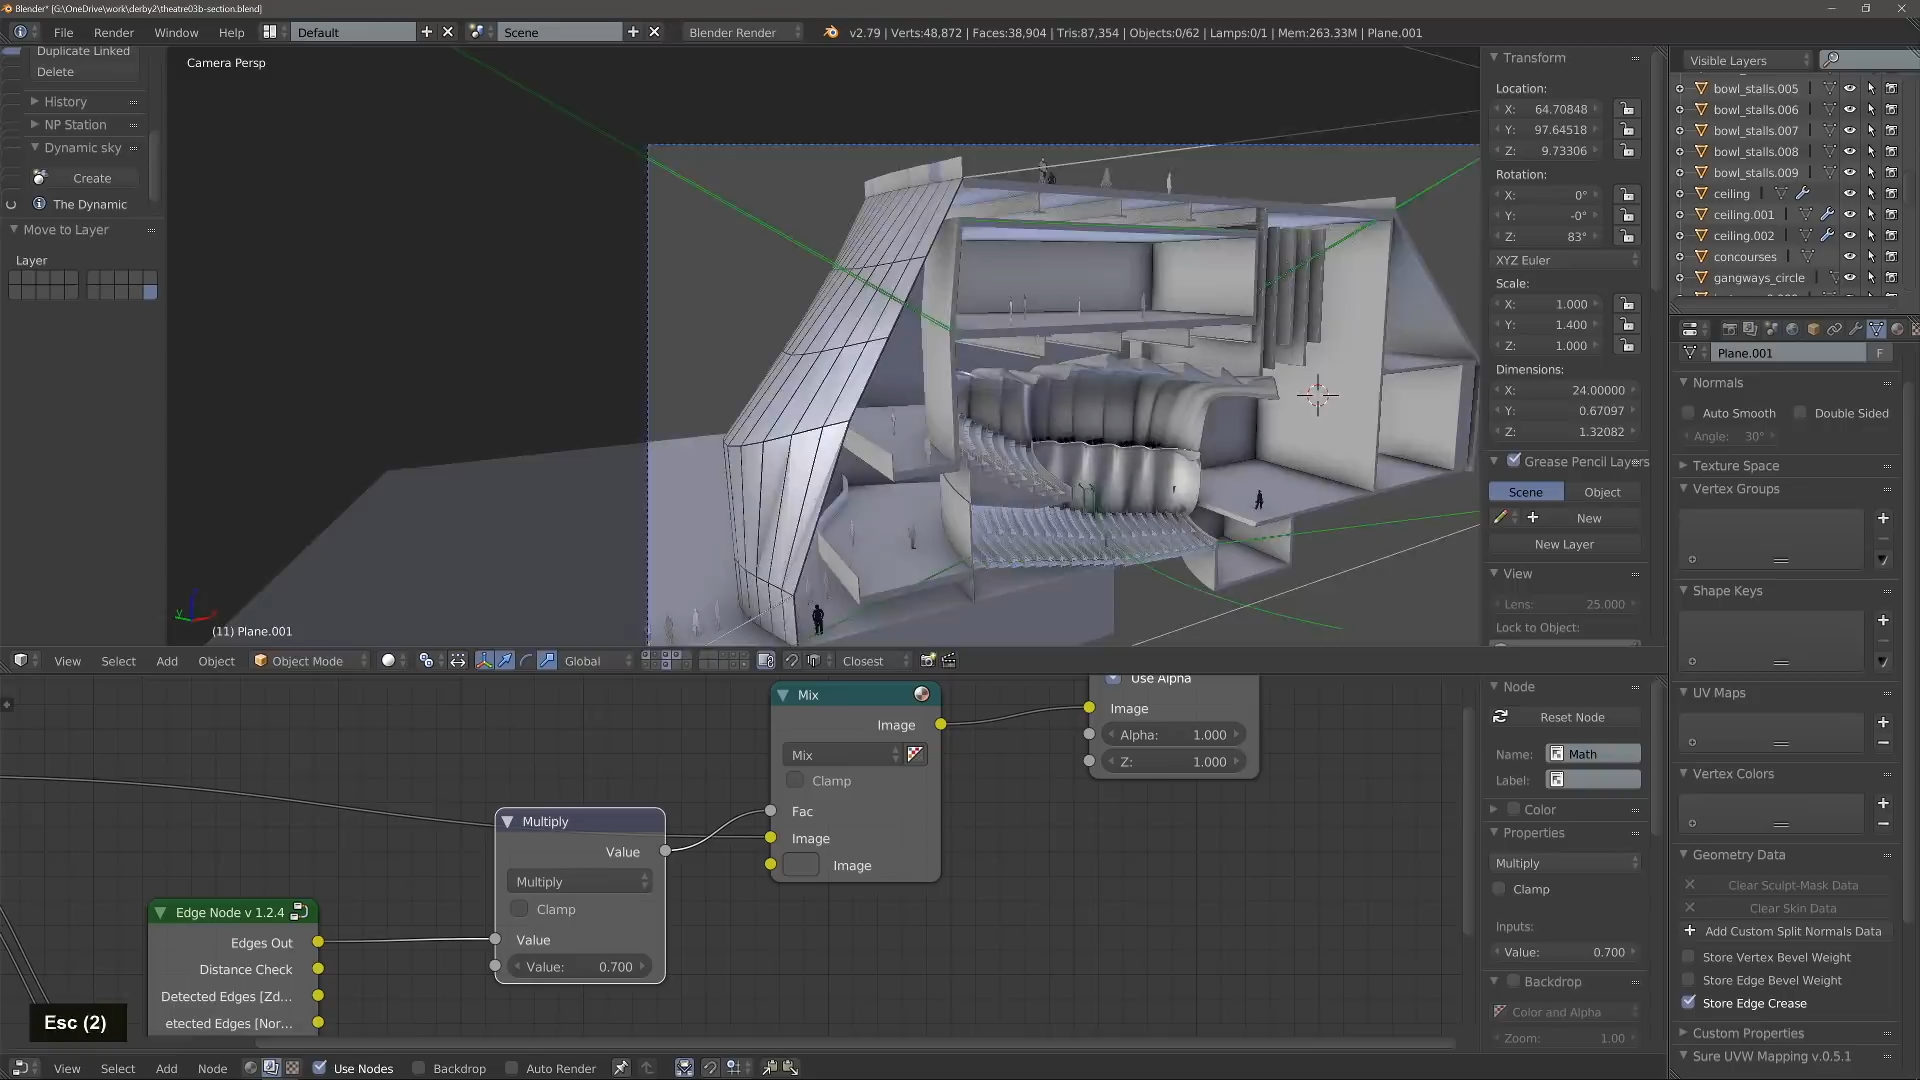 Blender* [G:\OneDrive\work\derby2\theatre03b-section.blend]
File Render Window Help Default Scene Blender Render v2.79 | Verts:48,872 | Faces:38,904 | Tris:87,354 | Objects:0/62 | Lamps:0/1 | Mem:263.33M | Plane.001
Duplicate Linked
Delete
History
NP Station
Dynamic sky
Create
The Dynamic
Move to Layer
Layer
Camera Persp
(11) Plane.001
Transform
Location:
X: 64.70848
Y: 97.64518
Z: 9.73306
Rotation:
X: 0°
Y: -0°
Z: 83°
XYZ Euler
Scale:
X: 1.000
Y: 1.400
Z: 1.000
Dimensions:
X: 24.00000
Y: 0.67097
Z: 1.32082
Grease Pencil Layers
Scene Object
New
New Layer
View
Lens: 25.000
Lock to Object:
Visible Layers
bowl_stalls.005
bowl_stalls.006
bowl_stalls.007
bowl_stalls.008
bowl_stalls.009
ceiling
ceiling.001
ceiling.002
concourses
gangways_circle
Plane.001 F
Normals
Auto Smooth Double Sided
Angle: 30°
Texture Space
Vertex Groups
Shape Keys
UV Maps
Vertex Colors
Geometry Data
Clear Sculpt-Mask Data
Clear Skin Data
Add Custom Split Normals Data
Store Vertex Bevel Weight
Store Edge Bevel Weight
Store Edge Crease
Custom Properties
Sure UVW Mapping v.0.5.1
View Select Add Object Object Mode Global Closest
Mix
Image
Mix
Clamp
Fac
Image
Image
Use Alpha
Image
Alpha: 1.000
Z: 1.000
Multiply
Value
Multiply
Clamp
Value
Value: 0.700
Edge Node v 1.2.4
Edges Out
Distance Check
Detected Edges [Zd...
etected Edges [Nor...
Esc (2)
Node
Reset Node
Name: Math
Label:
Color
Properties
Multiply
Clamp
Inputs:
Value: 0.700
Backdrop
Color and Alpha
Zoom: 1.00
View Select Add Node Use Nodes Backdrop Auto Render